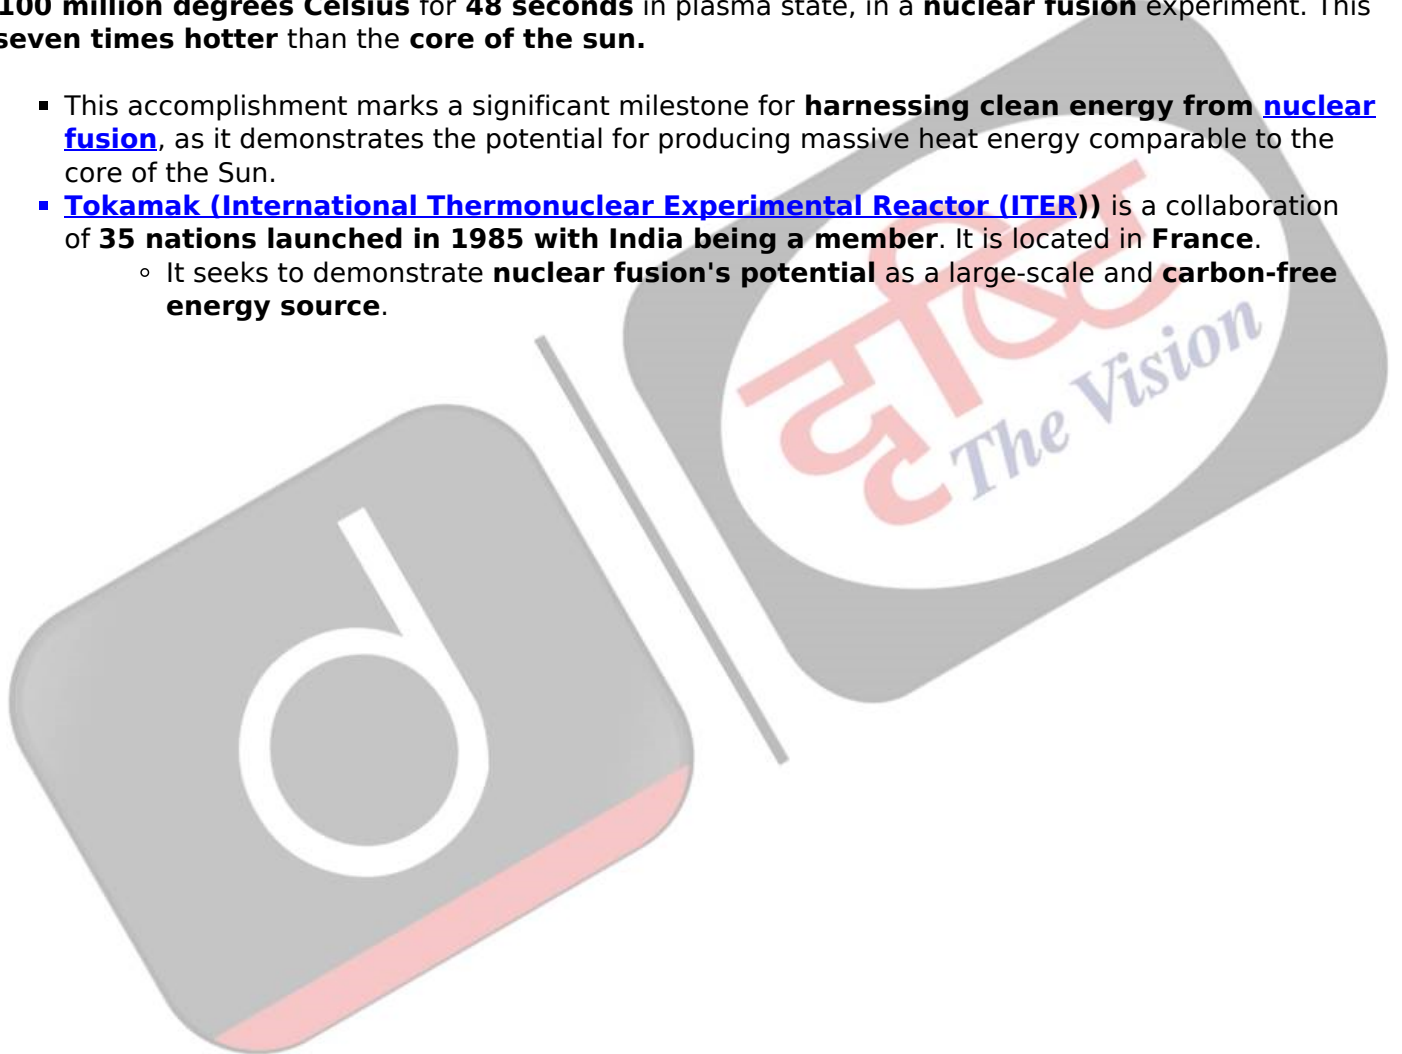 100 million degrees Celsius for 48 seconds in plasma state, in a nuclear fusion experiment. This
seven times hotter than the core of the sun.
▪ This accomplishment marks a significant milestone for harnessing clean energy from nuclear
fusion, as it demonstrates the potential for producing massive heat energy comparable to the
core of the Sun.
▪ Tokamak (International Thermonuclear Experimental Reactor (ITER)) is a collaboration
of 35 nations launched in 1985 with India being a member. It is located in France.
◦ It seeks to demonstrate nuclear fusion's potential as a large-scale and carbon-free
energy source.
दृष्टि
The Vision
d